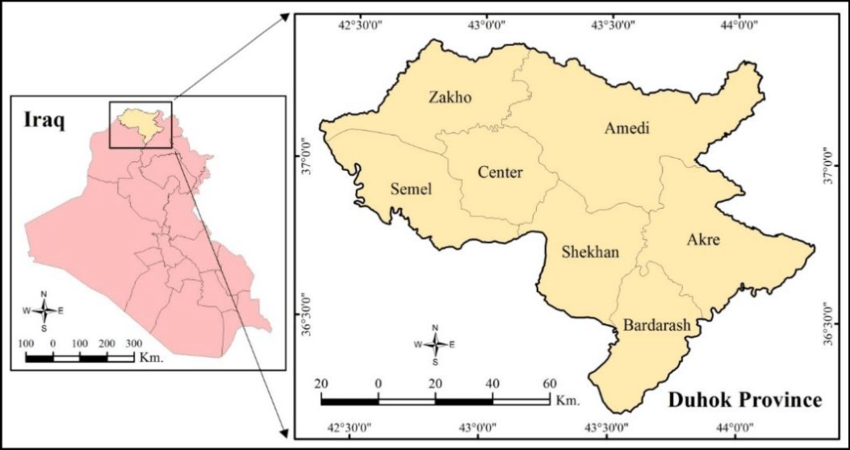 Iraq
N
W E
S
100 0 100 200 300
Km.
42°30'0" 43°0'0" 43°30'0" 44°0'0"
37°0'0"
36°30'0"
Zakho
Amedi
Center
Semel
Shekhan
Akre
Bardarash
37°0'0"
36°30'0"
N
W E
S
20 0 20 40 60
Km.
Duhok Province
42°30'0" 43°0'0" 43°30'0" 44°0'0"